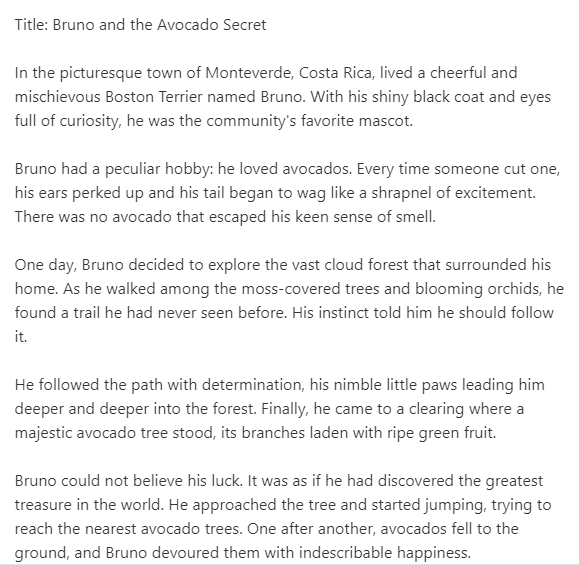 Title: Bruno and the Avocado Secret
In the picturesque town of Monteverde, Costa Rica, lived a cheerful and
mischievous Boston Terrier named Bruno. With his shiny black coat and eyes
full of curiosity, he was the community's favorite mascot.
Bruno had a peculiar hobby: he loved avocados. Every time someone cut one,
his ears perked up and his tail began to wag like a shrapnel of excitement.
There was no avocado that escaped his keen sense of smell.
One day, Bruno decided to explore the vast cloud forest that surrounded his
home. As he walked among the moss-covered trees and blooming orchids, he
found a trail he had never seen before. His instinct told him he should follow
it.
He followed the path with determination, his nimble little paws leading him
deeper and deeper into the forest. Finally, he came to a clearing where a
majestic avocado tree stood, its branches laden with ripe green fruit.
Bruno could not believe his luck. It was as if he had discovered the greatest
treasure in the world. He approached the tree and started jumping, trying to
reach the nearest avocado trees. One after another, avocados fell to the
ground, and Bruno devoured them with indescribable happiness.